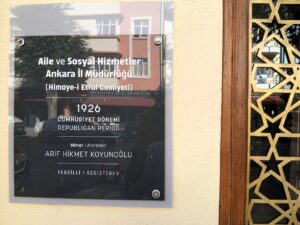 Aile ve Sosyal Hizmetler
Ankara İl Müdürlüğü
(Himaye-i Etfal Cemiyeti)
1926
CUMHURİYET DÖNEMİ
REPUBLICAN PERIOD
Mimar / Architect
ARİF HİKMET KOYUNOĞLU
TESCİLLİ / REGISTERED